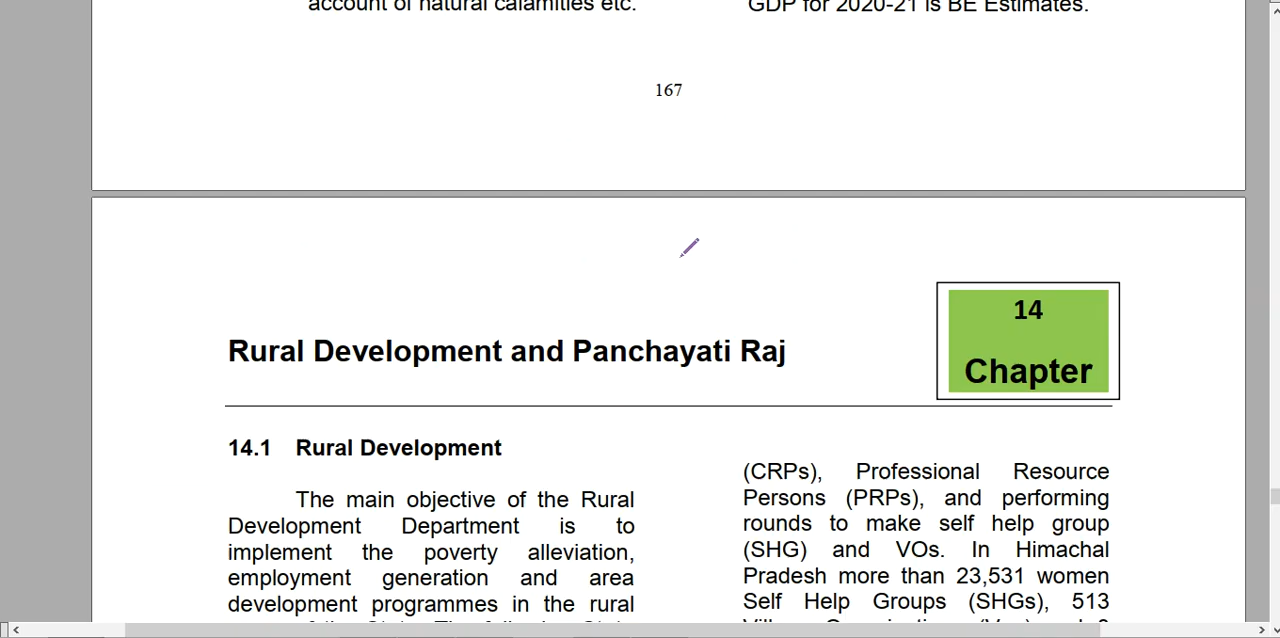 account of natural calamities etc.
GDP for 2020-21 is BE Estimates.
167
14
Chapter
Rural Development and Panchayati Raj
14.1 Rural Development
The main objective of the Rural
Development Department is to
implement the poverty alleviation,
employment generation and area
development programmes in the rural
(CRPs), Professional Resource
Persons (PRPs), and performing
rounds to make self help group
(SHG) and VOs. In Himachal
Pradesh more than 23,531 women
Self Help Groups (SHGs), 513